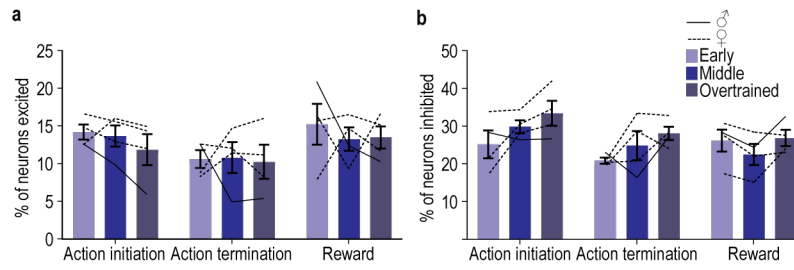 a
% of neurons excited
25
20
15
10
5
0
Action initiation Action termination Reward
b
% of neurons inhibited
50
40
30
20
10
0
Action initiation Action termination Reward
♂
♀
Early
Middle
Overtrained